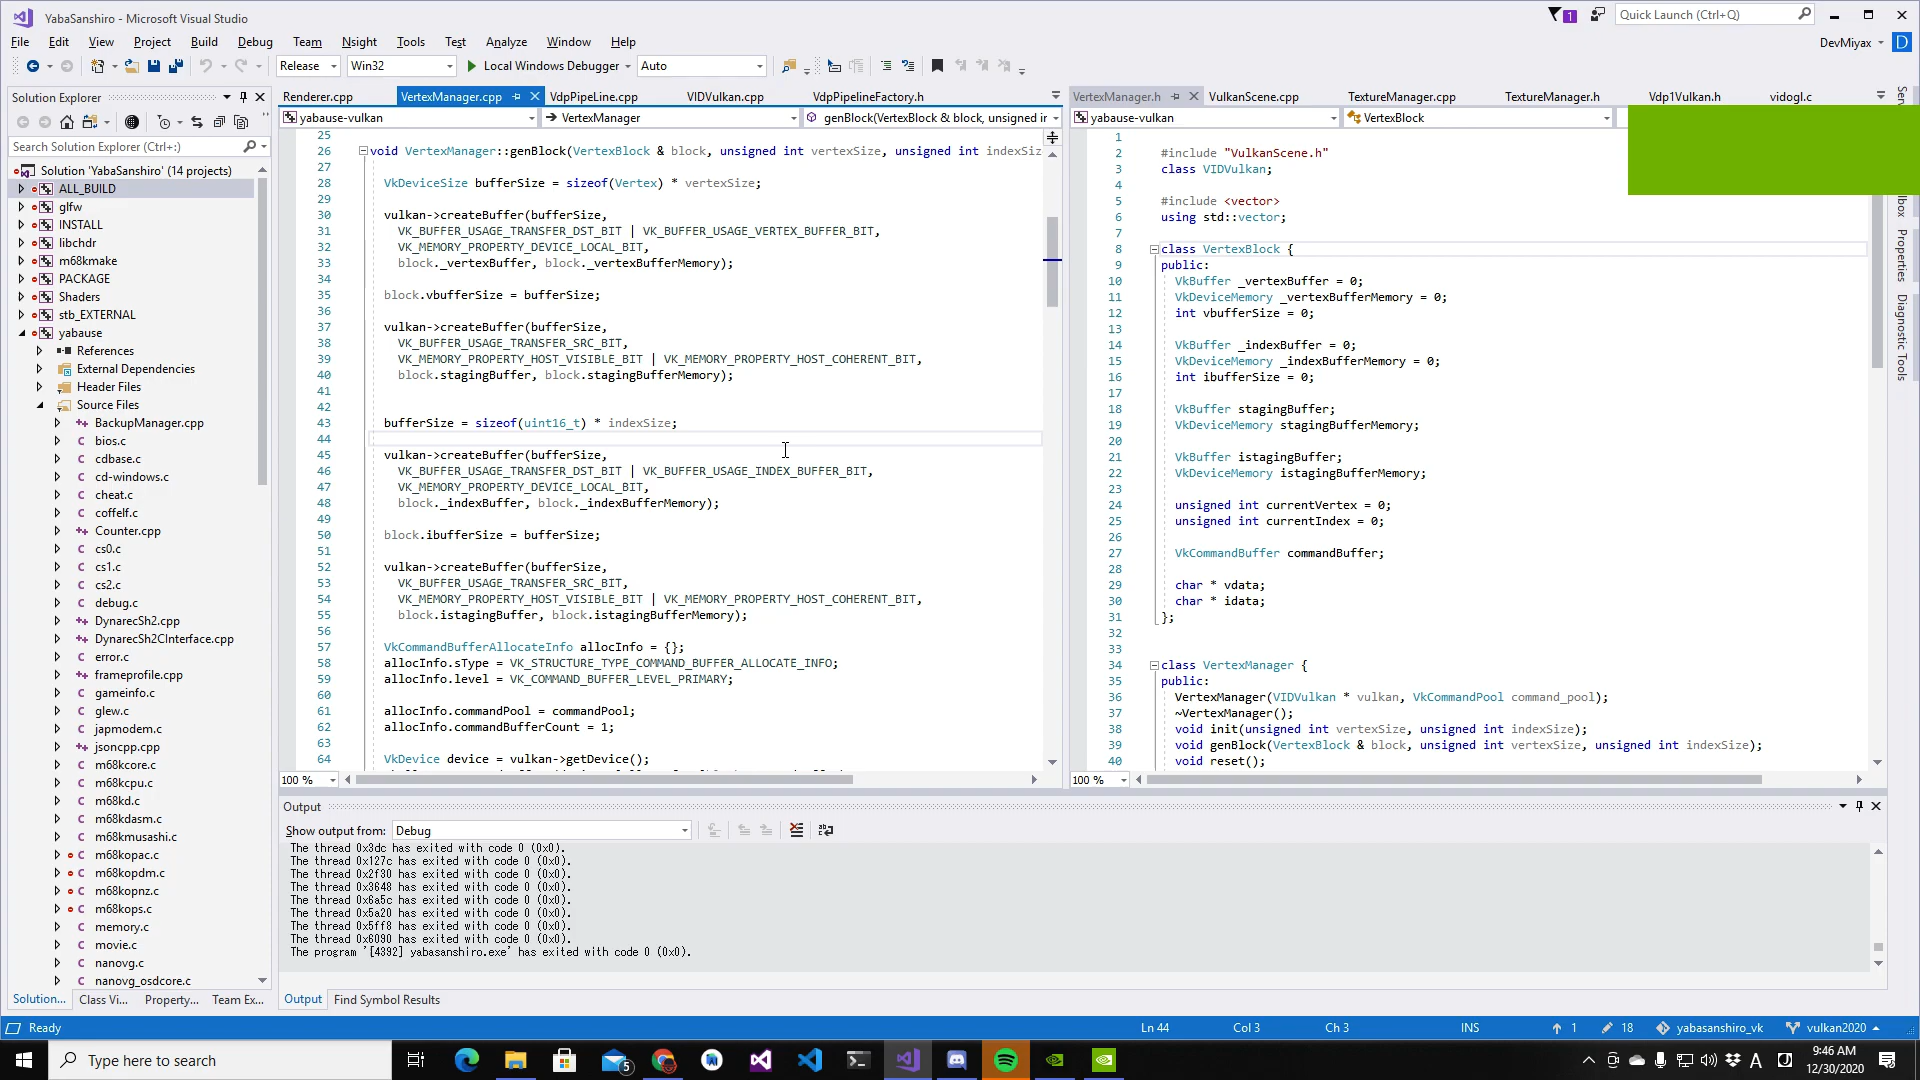 YabaSanshiro - Microsoft Visual Studio
1
Quick Launch (Ctrl+Q)
File Edit View Project Build Debug Team Nsight Tools Test Analyze Window Help
DevMiyax D
Release Win32 Local Windows Debugger Auto
Solution Explorer
Search Solution Explorer (Ctrl+:)
Solution 'YabaSanshiro' (14 projects)
ALL_BUILD
glfw
INSTALL
libchdr
m68kmake
PACKAGE
Shaders
stb_EXTERNAL
yabause
References
External Dependencies
Header Files
Source Files
BackupManager.cpp
bios.c
cdbase.c
cd-windows.c
cheat.c
coffelf.c
Counter.cpp
cs0.c
cs1.c
cs2.c
debug.c
DynarecSh2.cpp
DynarecSh2CInterface.cpp
error.c
frameprofile.cpp
gameinfo.c
glew.c
japmodem.c
jsoncpp.cpp
m68kcore.c
m68kcpu.c
m68kd.c
m68kdasm.c
m68kmusashi.c
m68kopac.c
m68kopdm.c
m68kopnz.c
m68kops.c
memory.c
movie.c
nanovg.c
nanovg_osdcore.c
Solution... Class Vi... Property... Team Ex...
Renderer.cpp VertexManager.cpp VdpPipeLine.cpp VIDVulkan.cpp VdpPipelineFactory.h
yabause-vulkan VertexManager genBlock(VertexBlock & block, unsigned in
25
26 void VertexManager::genBlock(VertexBlock & block, unsigned int vertexSize, unsigned int indexSiz
27
28 VkDeviceSize bufferSize = sizeof(Vertex) * vertexSize;
29
30 vulkan->createBuffer(bufferSize,
31 VK_BUFFER_USAGE_TRANSFER_DST_BIT | VK_BUFFER_USAGE_VERTEX_BUFFER_BIT,
32 VK_MEMORY_PROPERTY_DEVICE_LOCAL_BIT,
33 block._vertexBuffer, block._vertexBufferMemory);
34
35 block.vbufferSize = bufferSize;
36
37 vulkan->createBuffer(bufferSize,
38 VK_BUFFER_USAGE_TRANSFER_SRC_BIT,
39 VK_MEMORY_PROPERTY_HOST_VISIBLE_BIT | VK_MEMORY_PROPERTY_HOST_COHERENT_BIT,
40 block.stagingBuffer, block.stagingBufferMemory);
41
42
43 bufferSize = sizeof(uint16_t) * indexSize;
44
45 vulkan->createBuffer(bufferSize,
46 VK_BUFFER_USAGE_TRANSFER_DST_BIT | VK_BUFFER_USAGE_INDEX_BUFFER_BIT,
47 VK_MEMORY_PROPERTY_DEVICE_LOCAL_BIT,
48 block._indexBuffer, block._indexBufferMemory);
49
50 block.ibufferSize = bufferSize;
51
52 vulkan->createBuffer(bufferSize,
53 VK_BUFFER_USAGE_TRANSFER_SRC_BIT,
54 VK_MEMORY_PROPERTY_HOST_VISIBLE_BIT | VK_MEMORY_PROPERTY_HOST_COHERENT_BIT,
55 block.istagingBuffer, block.istagingBufferMemory);
56
57 VkCommandBufferAllocateInfo allocInfo = {};
58 allocInfo.sType = VK_STRUCTURE_TYPE_COMMAND_BUFFER_ALLOCATE_INFO;
59 allocInfo.level = VK_COMMAND_BUFFER_LEVEL_PRIMARY;
60
61 allocInfo.commandPool = commandPool;
62 allocInfo.commandBufferCount = 1;
63
64 VkDevice device = vulkan->getDevice();
100 %
VertexManager.h VulkanScene.cpp TextureManager.cpp TextureManager.h Vdp1Vulkan.h vidogl.c
yabause-vulkan VertexBlock
1
2 #include "VulkanScene.h"
3 class VIDVulkan;
4
5 #include <vector>
6 using std::vector;
7
8 class VertexBlock {
9 public:
10 VkBuffer _vertexBuffer = 0;
11 VkDeviceMemory _vertexBufferMemory = 0;
12 int vbufferSize = 0;
13
14 VkBuffer _indexBuffer = 0;
15 VkDeviceMemory _indexBufferMemory = 0;
16 int ibufferSize = 0;
17
18 VkBuffer stagingBuffer;
19 VkDeviceMemory stagingBufferMemory;
20
21 VkBuffer istagingBuffer;
22 VkDeviceMemory istagingBufferMemory;
23
24 unsigned int currentVertex = 0;
25 unsigned int currentIndex = 0;
26
27 VkCommandBuffer commandBuffer;
28
29 char * vdata;
30 char * idata;
31 };
32
33
34 class VertexManager {
35 public:
36 VertexManager(VIDVulkan * vulkan, VkCommandPool command_pool);
37 ~VertexManager();
38 void init(unsigned int vertexSize, unsigned int indexSize);
39 void genBlock(VertexBlock & block, unsigned int vertexSize, unsigned int indexSize);
40 void reset();
100 %
Properties
Diagnostic Tools
Output
Show output from: Debug
The thread 0x3dc has exited with code 0 (0x0).
The thread 0x127c has exited with code 0 (0x0).
The thread 0x2f30 has exited with code 0 (0x0).
The thread 0x3648 has exited with code 0 (0x0).
The thread 0x6a5c has exited with code 0 (0x0).
The thread 0x5a20 has exited with code 0 (0x0).
The thread 0x5ff8 has exited with code 0 (0x0).
The thread 0x6090 has exited with code 0 (0x0).
The program '[4392] yabasanshiro.exe' has exited with code 0 (0x0).
Output Find Symbol Results
Ready Ln 44 Col 3 Ch 3 INS 1 18 yabasanshiro_vk vulkan2020
Type here to search 5 A 9:46 AM
12/30/2020